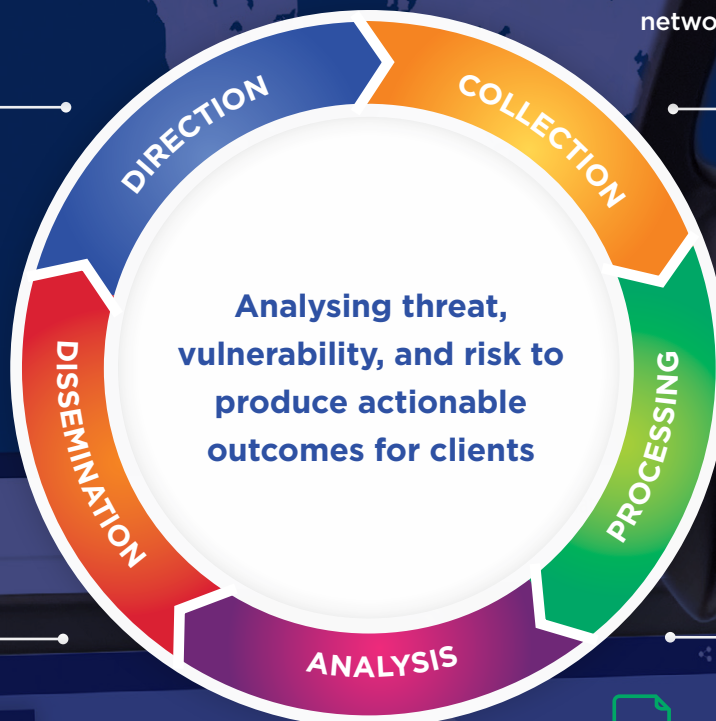 netwo
DIRECTION
COLLECTION
Analysing threat,
vulnerability, and risk to
produce actionable
outcomes for clients
DISSEMINATION
PROCESSING
ANALYSIS